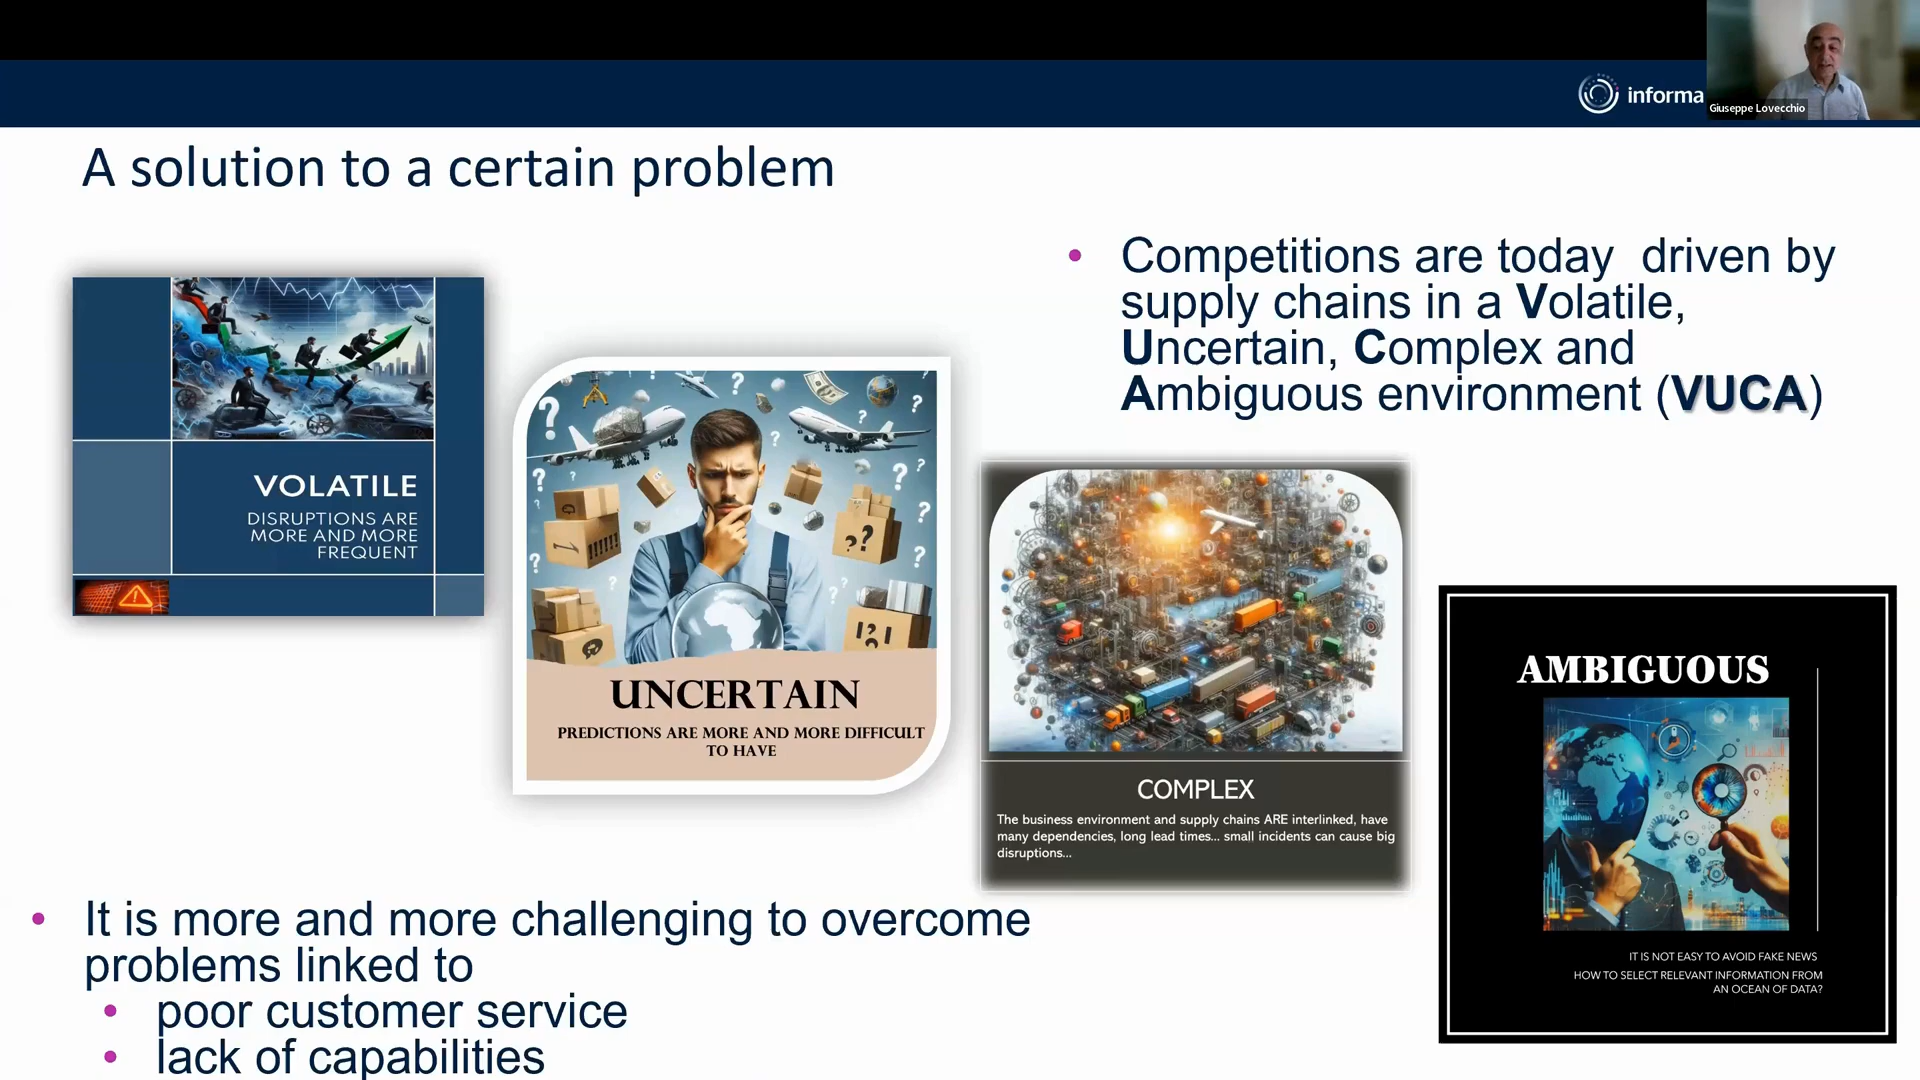 informa
Giuseppe Lovecchio
A solution to a certain problem
• Competitions are today driven by
supply chains in a Volatile,
Uncertain, Complex and
Ambiguous environment (VUCA)
VOLATILE
DISRUPTIONS ARE
MORE AND MORE
FREQUENT
UNCERTAIN
PREDICTIONS ARE MORE AND MORE DIFFICULT
TO HAVE
COMPLEX
The business environment and supply chains ARE interlinked, have
many dependencies, long lead times... small incidents can cause big
disruptions...
AMBIGUOUS
IT IS NOT EASY TO AVOID FAKE NEWS
HOW TO SELECT RELEVANT INFORMATION FROM
AN OCEAN OF DATA?
• It is more and more challenging to overcome
problems linked to
• poor customer service
• lack of capabilities